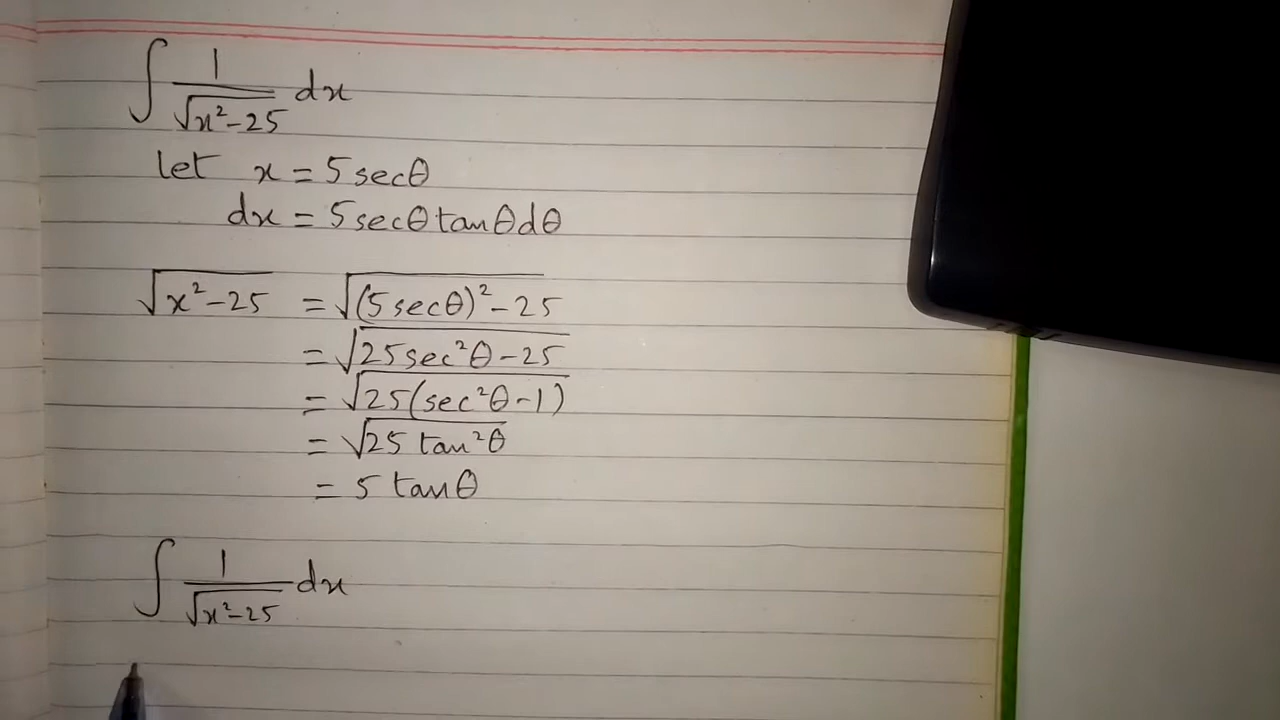 ∫ 1/√(x²-25) dx
let x = 5 secθ
dx = 5 secθ tanθ dθ
√(x²-25) = √((5 secθ)² - 25)
= √(25 sec²θ - 25)
= √(25(sec²θ - 1))
= √(25 tan²θ)
= 5 tanθ
∫ 1/√(x²-25) dx